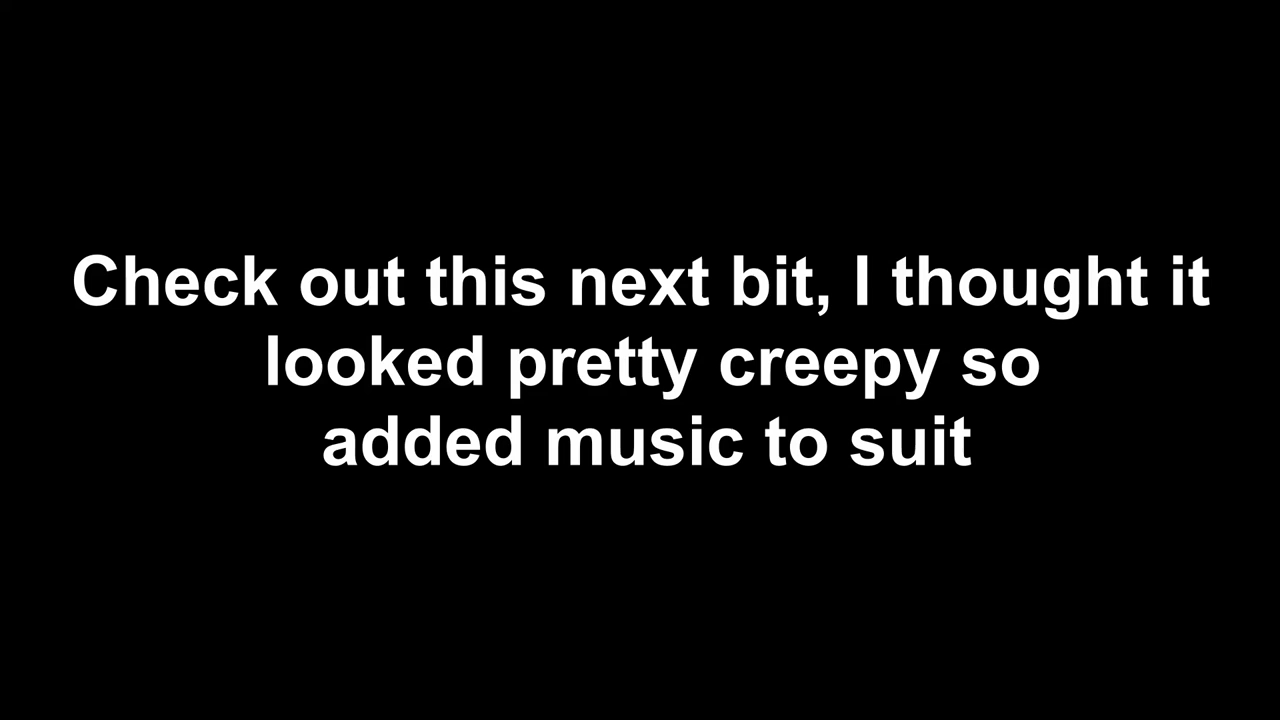 Check out this next bit, I thought it
looked pretty creepy so
added music to suit